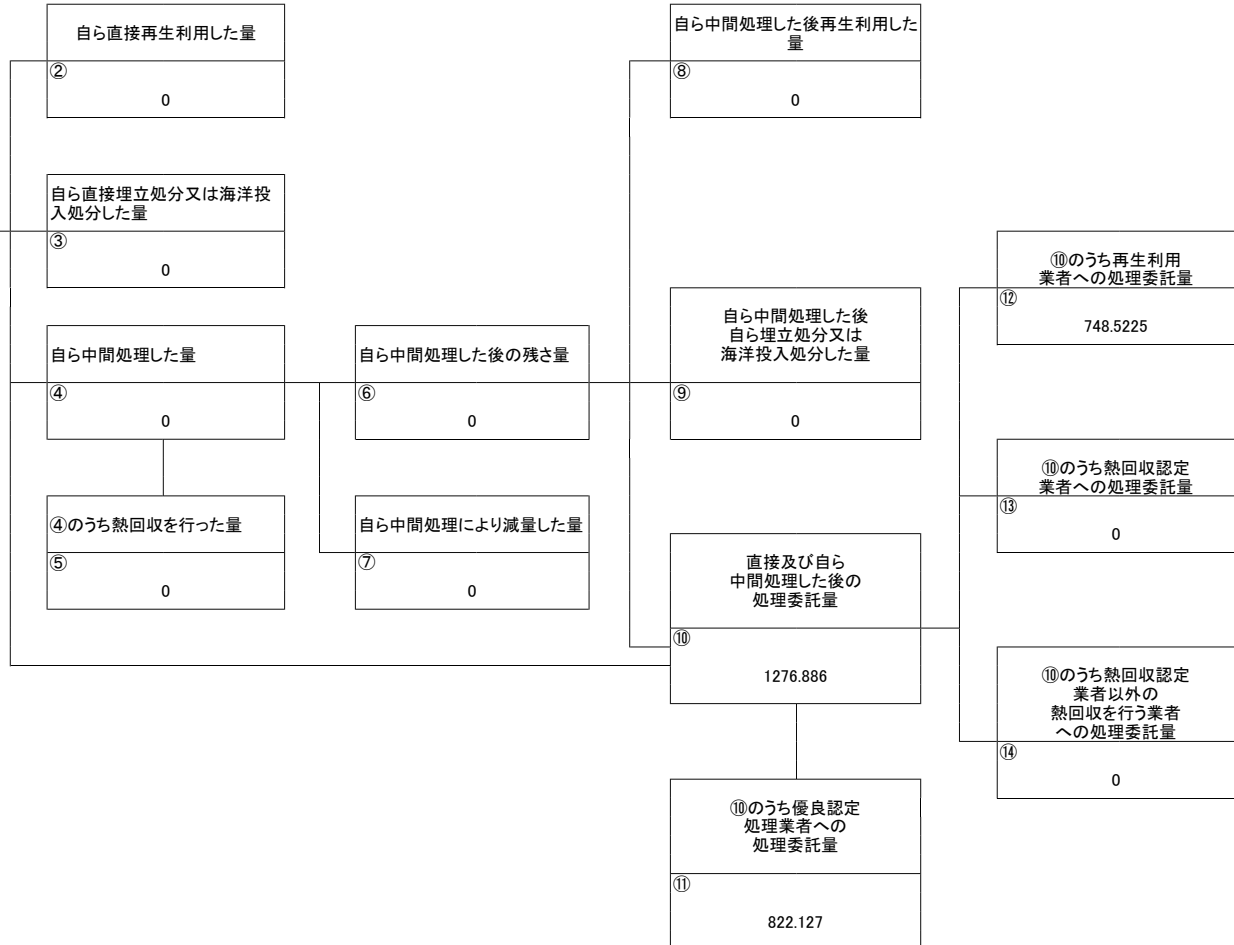 自ら直接再生利用した量
②
0
自ら直接埋立処分又は海洋投
入処分した量
③
0
自ら中間処理した量
④
0
④のうち熱回収を行った量
⑤
0
自ら中間処理した後の残さ量
⑥
0
自ら中間処理により減量した量
⑦
0
自ら中間処理した後再生利用した
量
⑧
0
自ら中間処理した後
自ら埋立処分又は
海洋投入処分した量
⑨
0
直接及び自ら
中間処理した後の
処理委託量
⑩
1276.886
⑩のうち優良認定
処理業者への
処理委託量
⑪
822.127
⑩のうち再生利用
業者への処理委託量
⑫
748.5225
⑩のうち熱回収認定
業者への処理委託量
⑬
0
⑩のうち熱回収認定
業者以外の
熱回収を行う業者
への処理委託量
⑭
0